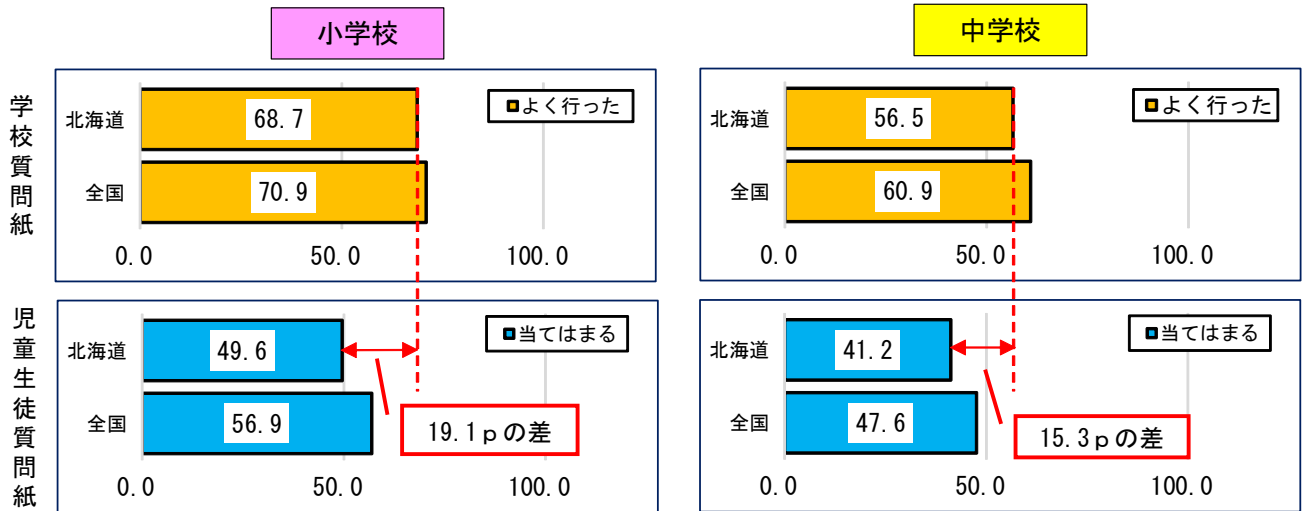 小学校
中学校
学校質問紙
北海道
68.7
■よく行った
全国
70.9
0.0 50.0 100.0
北海道
56.5
■よく行った
全国
60.9
0.0 50.0 100.0
児童生徒質問紙
北海道
49.6
■当てはまる
全国
56.9
19.1pの差
0.0 50.0 100.0
北海道
41.2
■当てはまる
全国
47.6
15.3pの差
0.0 50.0 100.0